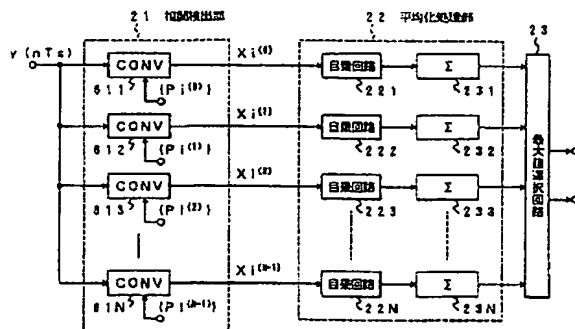 21 相関検出部
22 平均化処理部
23
y(nTs)
CONV Xi(0) 自乗回路 Σ
611 {Pi(0)} 221 231
CONV Xi(1) 自乗回路 Σ
612 {Pi(1)} 222 232
CONV Xi(2) 自乗回路 Σ
613 {Pi(2)} 223 233
CONV Xi(N-1) 自乗回路 Σ
61N {Pi(N-1)} 22N 23N
最大値選択回路